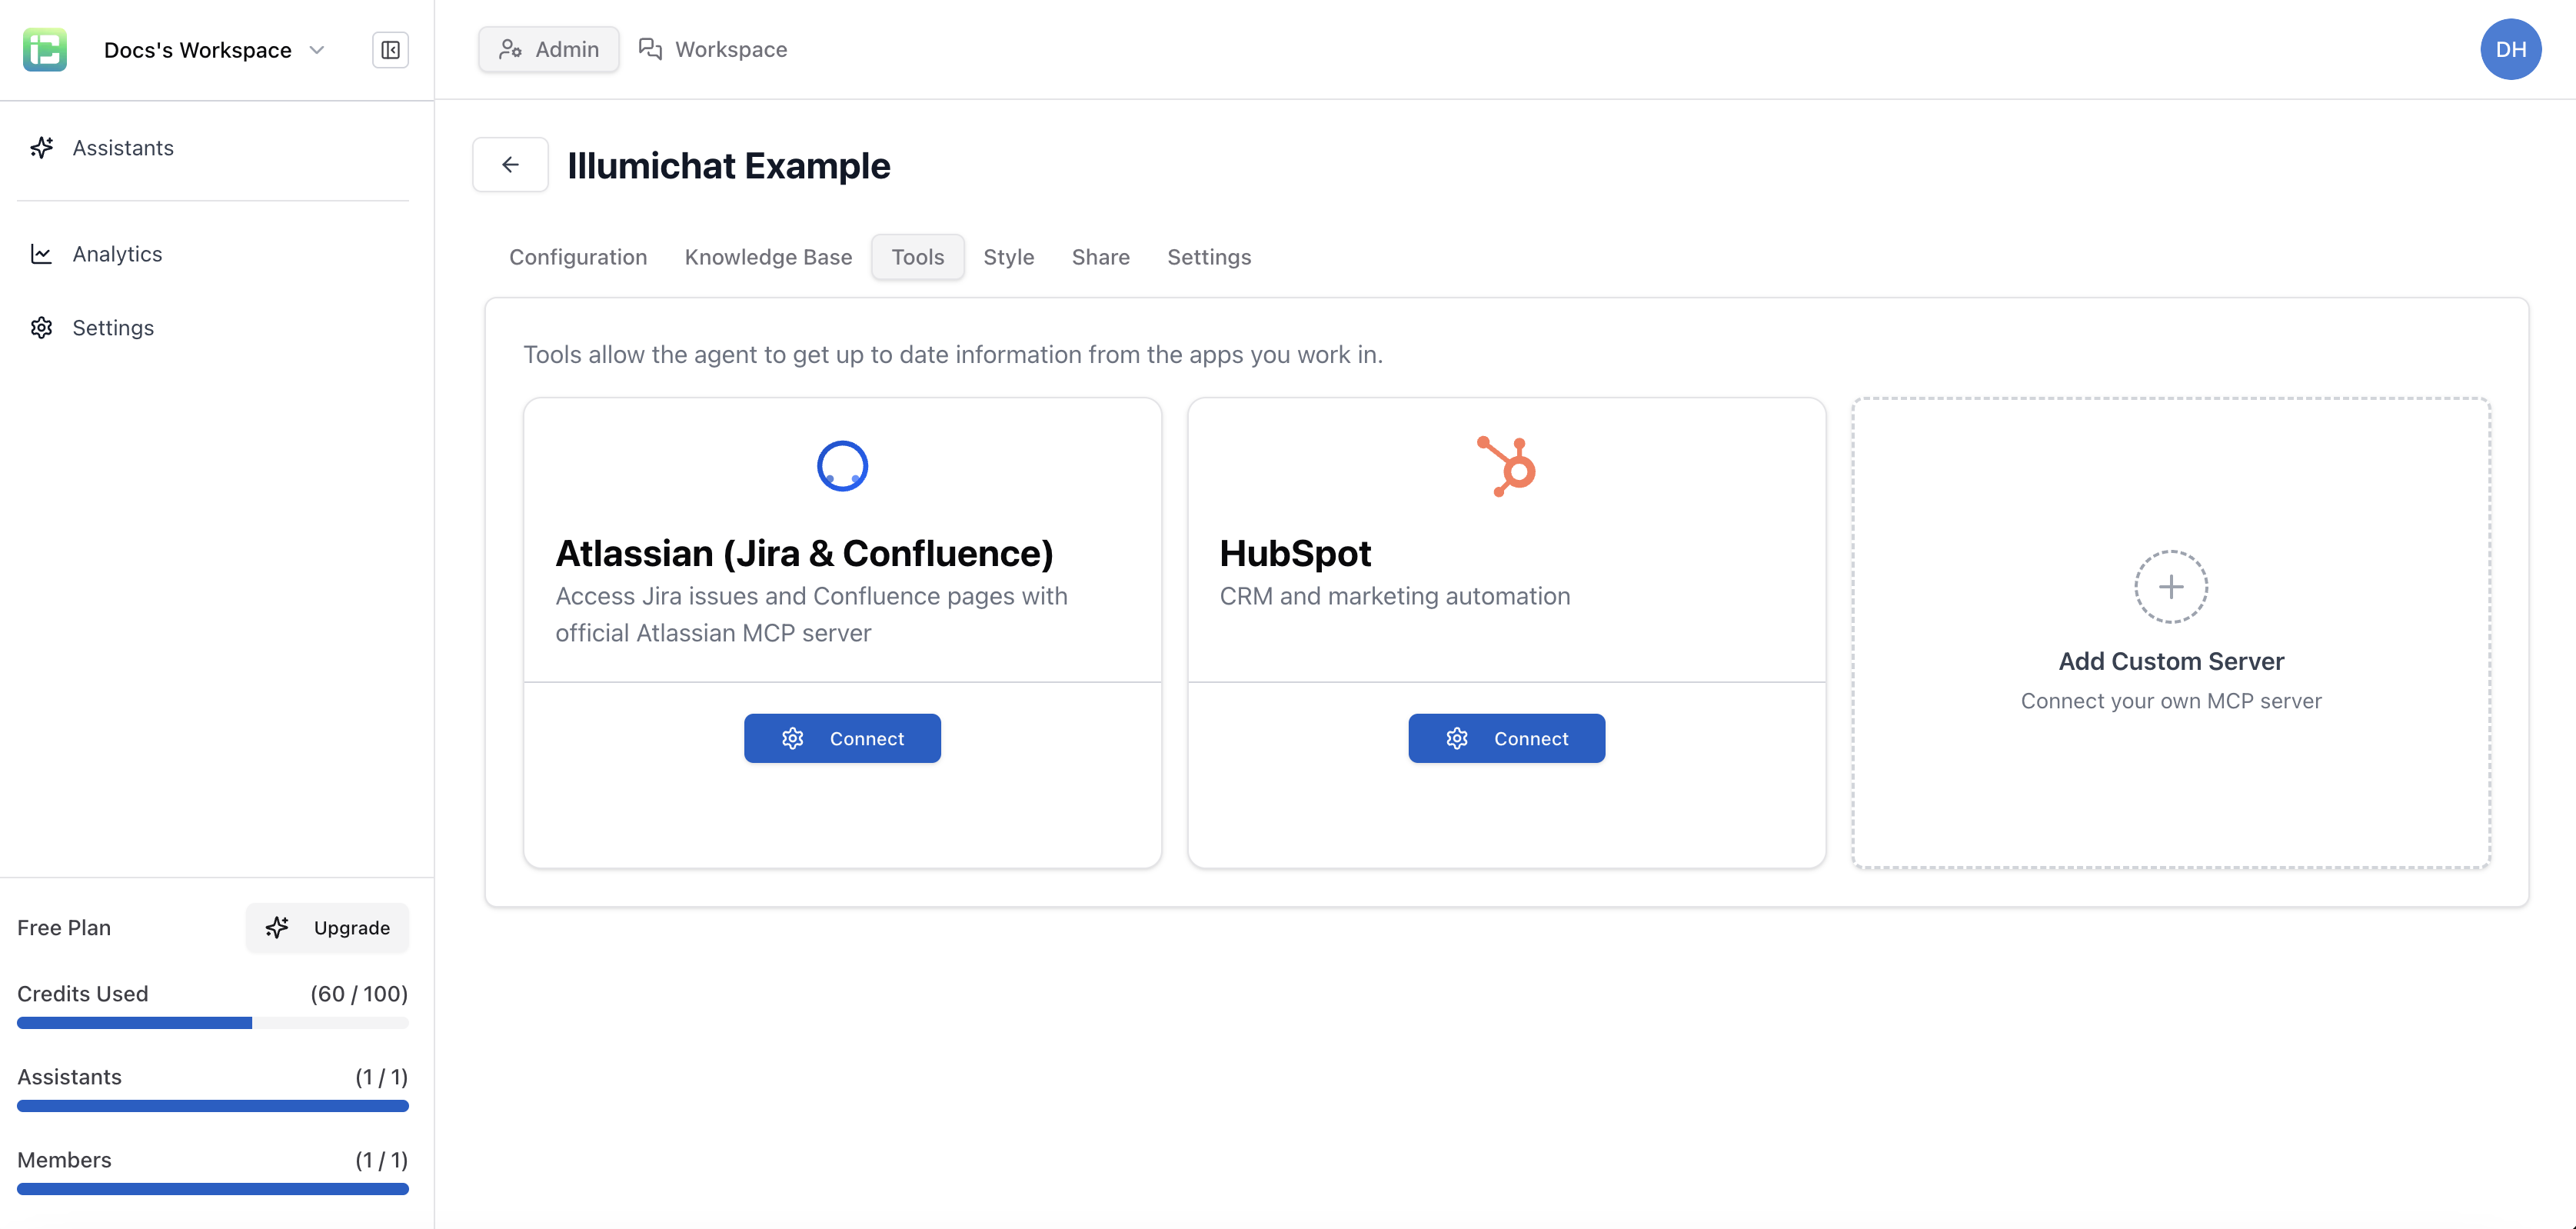 Docs's Workspace
Admin
Workspace
DH
Assistants
Analytics
Settings
Illumichat Example
Configuration
Knowledge Base
Tools
Style
Share
Settings
Tools allow the agent to get up to date information from the apps you work in.
Atlassian (Jira & Confluence)
Access Jira issues and Confluence pages with
official Atlassian MCP server
Connect
HubSpot
CRM and marketing automation
Connect
Add Custom Server
Connect your own MCP server
Free Plan
Upgrade
Credits Used (60 / 100)
Assistants (1 / 1)
Members (1 / 1)